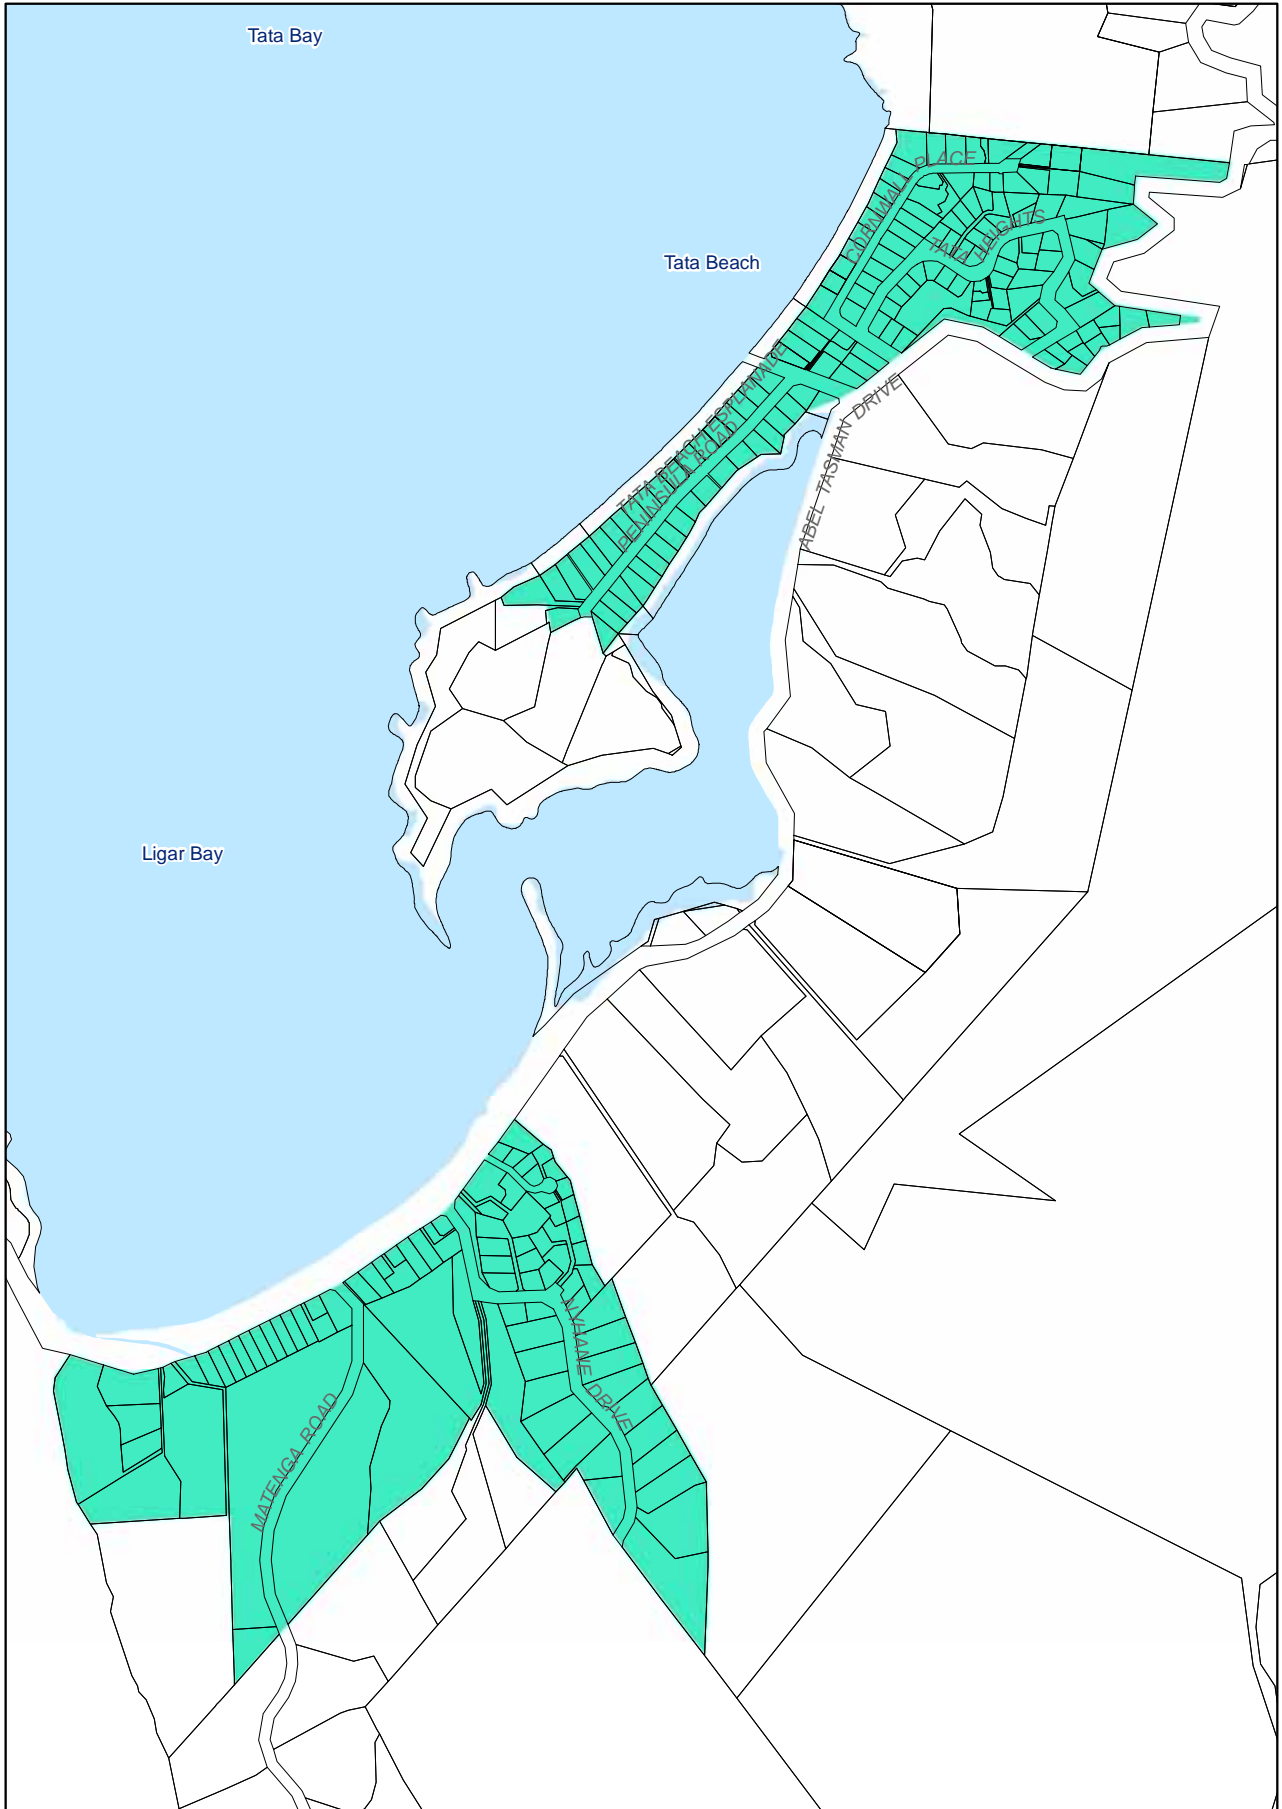 Tata Bay
CORNWALL PLACE
TATA HEIGHTS
Tata Beach
TATA BEACH ESPLANADE
PENINSULA ROAD
ABEL TASMAN DRIVE
Ligar Bay
NYHANE DRIVE
MATENGA ROAD